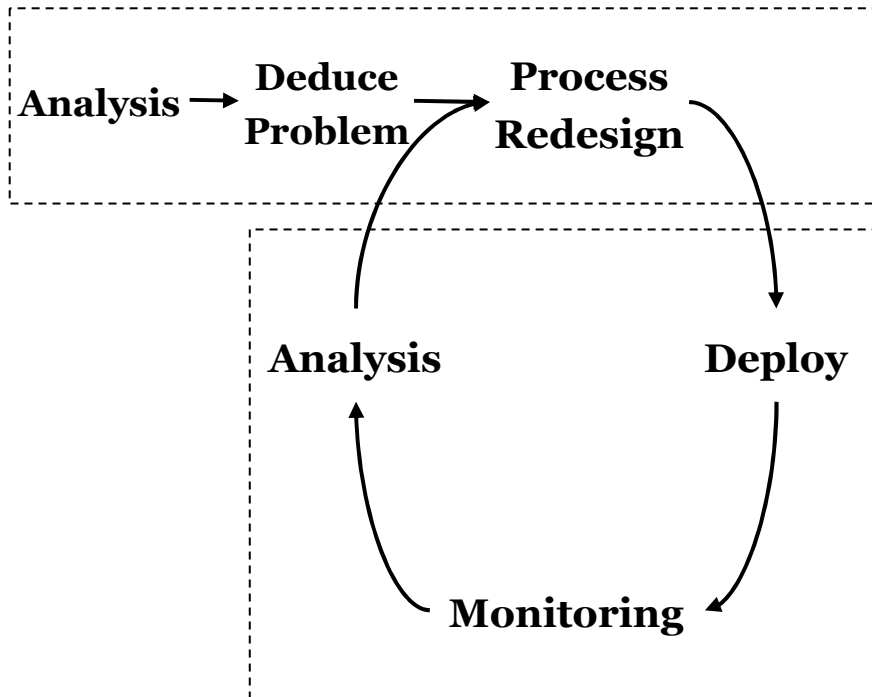 Analysis
Deduce
Problem
Process
Redesign
Analysis
Deploy
Monitoring